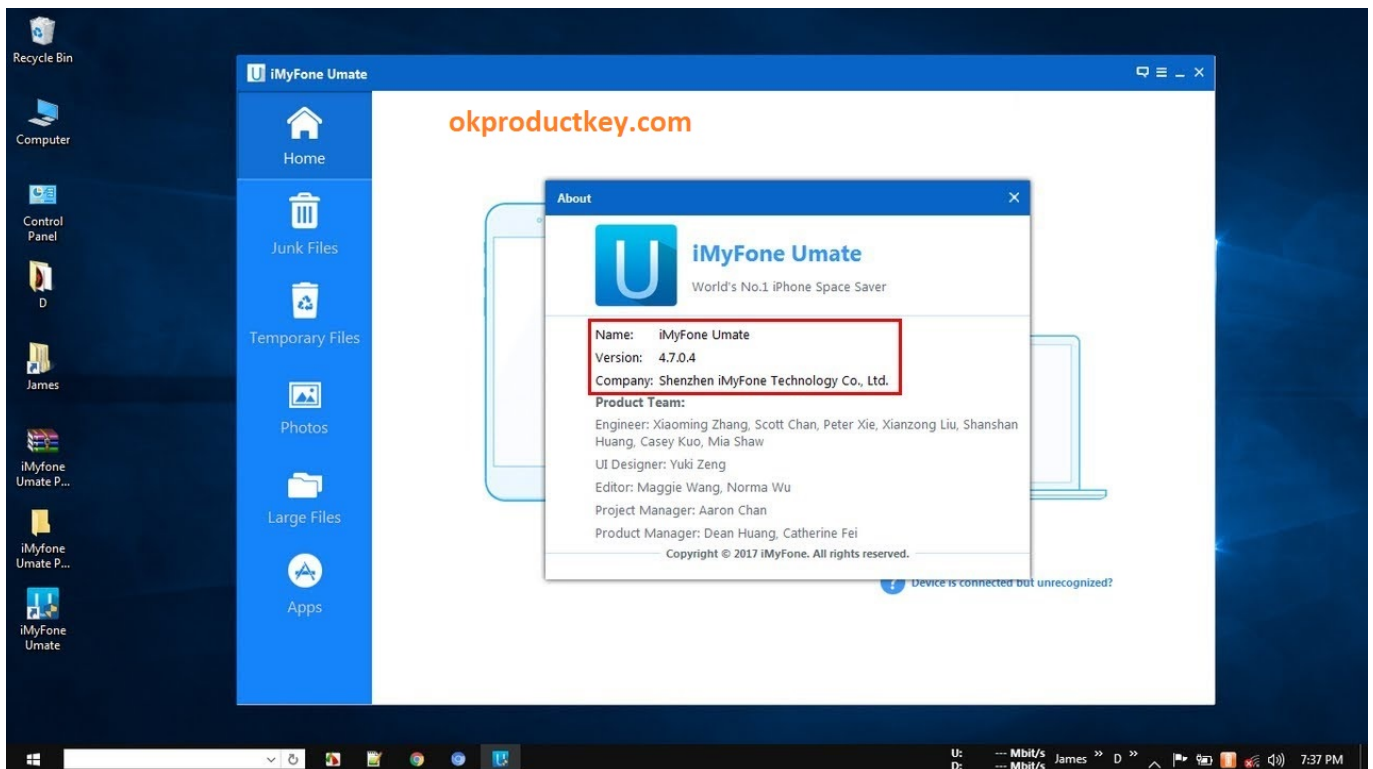 Recycle Bin
Computer
Control
Panel
D
James
iMyfone
Umate P...
iMyfone
Umate P...
iMyFone
Umate
U iMyFone Umate
Home
Junk Files
Temporary Files
Photos
Large Files
Apps
okproductkey.com
About
U
iMyFone Umate
World's No.1 iPhone Space Saver
Name: iMyFone Umate
Version: 4.7.0.4
Company: Shenzhen iMyFone Technology Co., Ltd.
Product Team:
Engineer: Xiaoming Zhang, Scott Chan, Peter Xie, Xianzong Liu, Shanshan
Huang, Casey Kuo, Mia Shaw
UI Designer: Yuki Zeng
Editor: Maggie Wang, Norma Wu
Project Manager: Aaron Chan
Product Manager: Dean Huang, Catherine Fei
Copyright © 2017 iMyFone. All rights reserved.
? Device is connected but unrecognized?
U: --- Mbit/s
D: --- Mbit/s
James » D »
7:37 PM